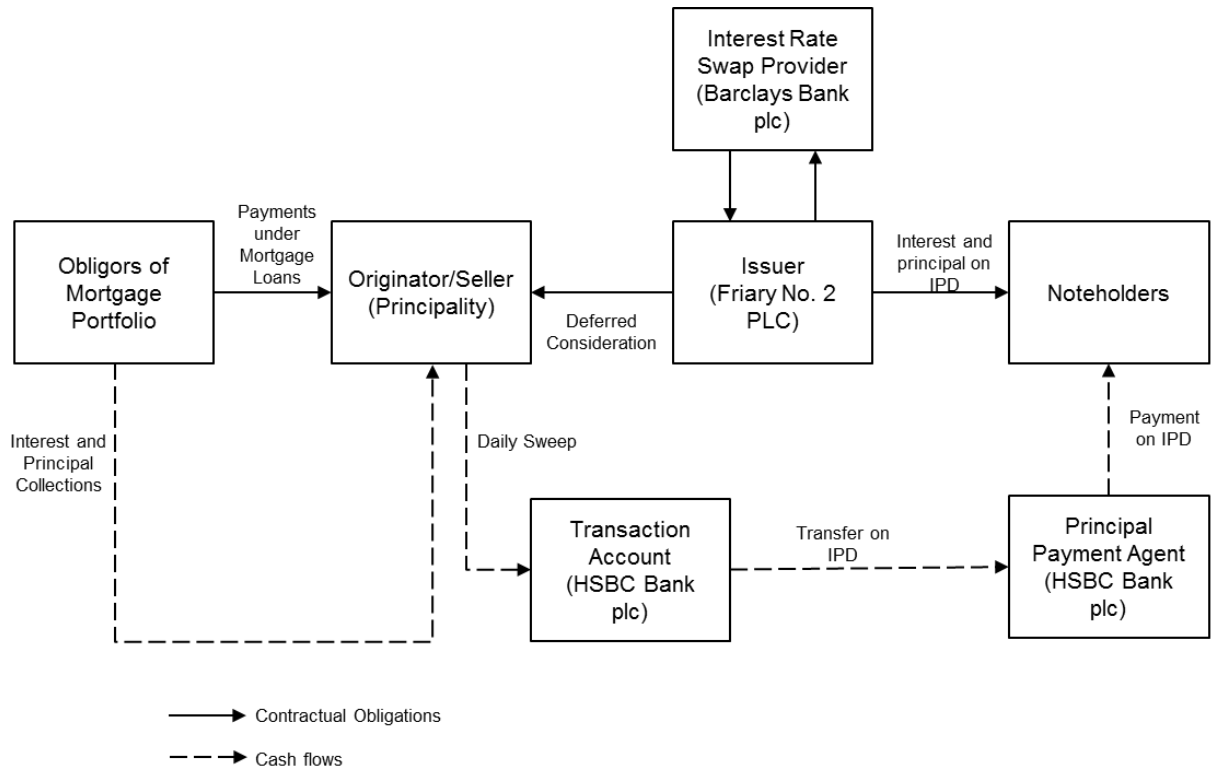 Interest Rate
Swap Provider
(Barclays Bank
plc)
Payments
under
Mortgage
Loans
Obligors of
Mortgage
Portfolio
Originator/Seller
(Principality)
Deferred
Consideration
Issuer
(Friary No. 2
PLC)
Interest and
principal on
IPD
Noteholders
Interest and
Principal
Collections
Daily Sweep
Transaction
Account
(HSBC Bank
plc)
Transfer on
IPD
Principal
Payment Agent
(HSBC Bank
plc)
Payment
on IPD
Contractual Obligations
Cash flows